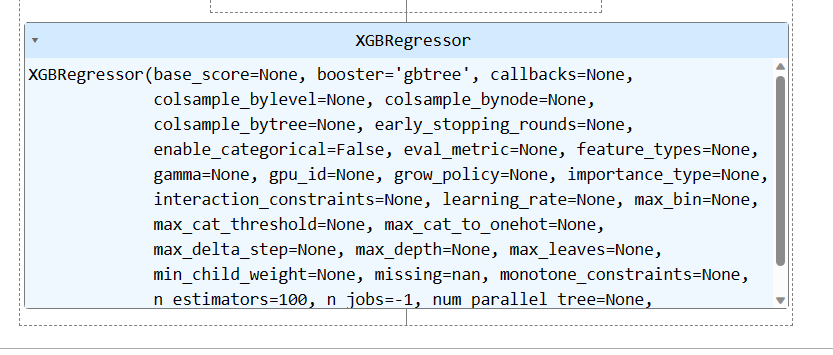 XGBRegressor
XGBRegressor(base_score=None, booster='gbtree', callbacks=None,
colsample_bylevel=None, colsample_bynode=None,
colsample_bytree=None, early_stopping_rounds=None,
enable_categorical=False, eval_metric=None, feature_types=None,
gamma=None, gpu_id=None, grow_policy=None, importance_type=None,
interaction_constraints=None, learning_rate=None, max_bin=None,
max_cat_threshold=None, max_cat_to_onehot=None,
max_delta_step=None, max_depth=None, max_leaves=None,
min_child_weight=None, missing=nan, monotone_constraints=None,
n_estimators=100, n_jobs=-1, num_parallel_tree=None,